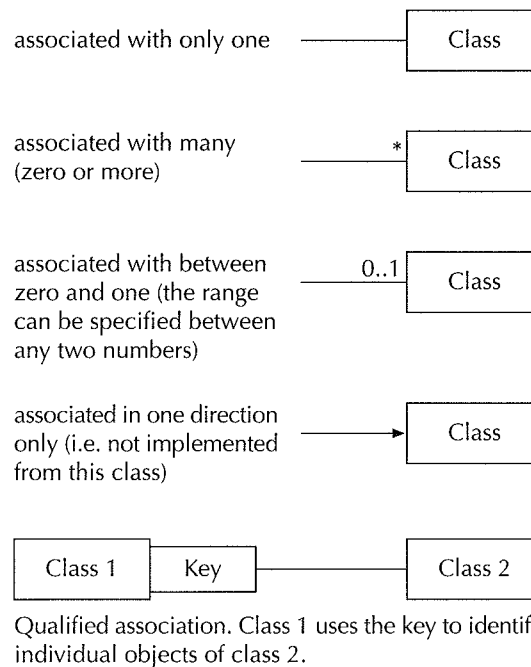 associated with only one
Class
associated with many
(zero or more)
*
Class
associated with between
zero and one (the range
can be specified between
any two numbers)
0..1
Class
associated in one direction
only (i.e. not implemented
from this class)
Class
Class 1
Key
Class 2
Qualified association. Class 1 uses the key to identif
individual objects of class 2.